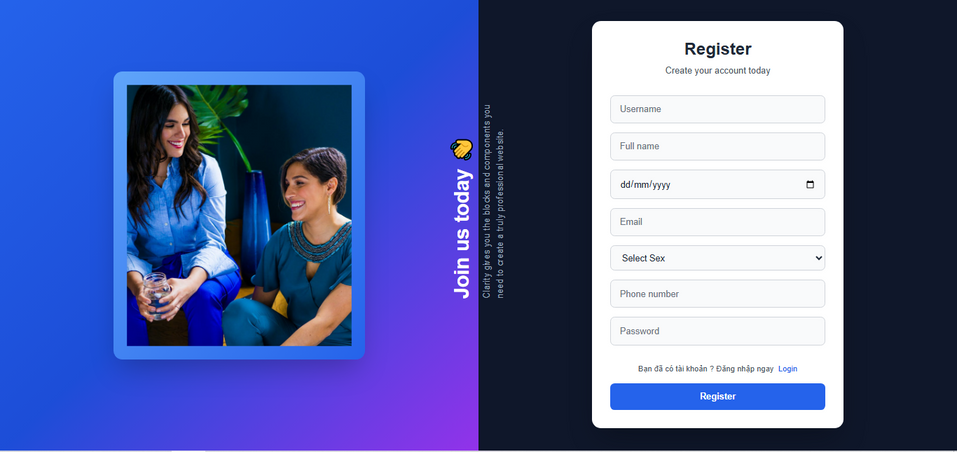 Join us today 👋
Clarity gives you the blocks and components you
need to create a truly professional website.
Register
Create your account today
Username
Full name
dd/mm/yyyy
Email
Select Sex
Phone number
Password
Bạn đã có tài khoản ? Đăng nhập ngay Login
Register